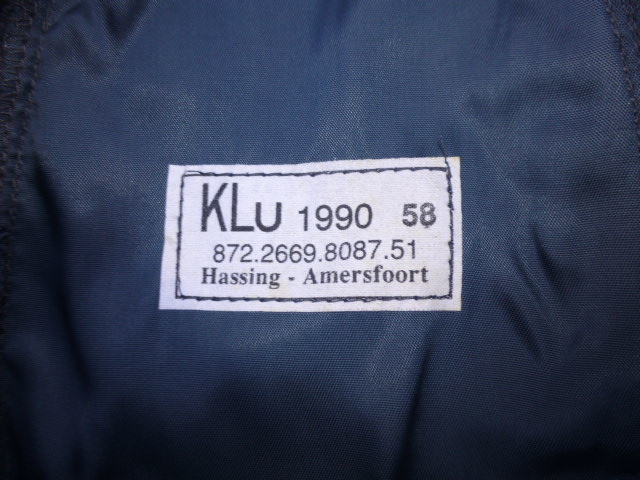 KLu 1990 58
872.2669.8087.51
Hassing - Amersfoort